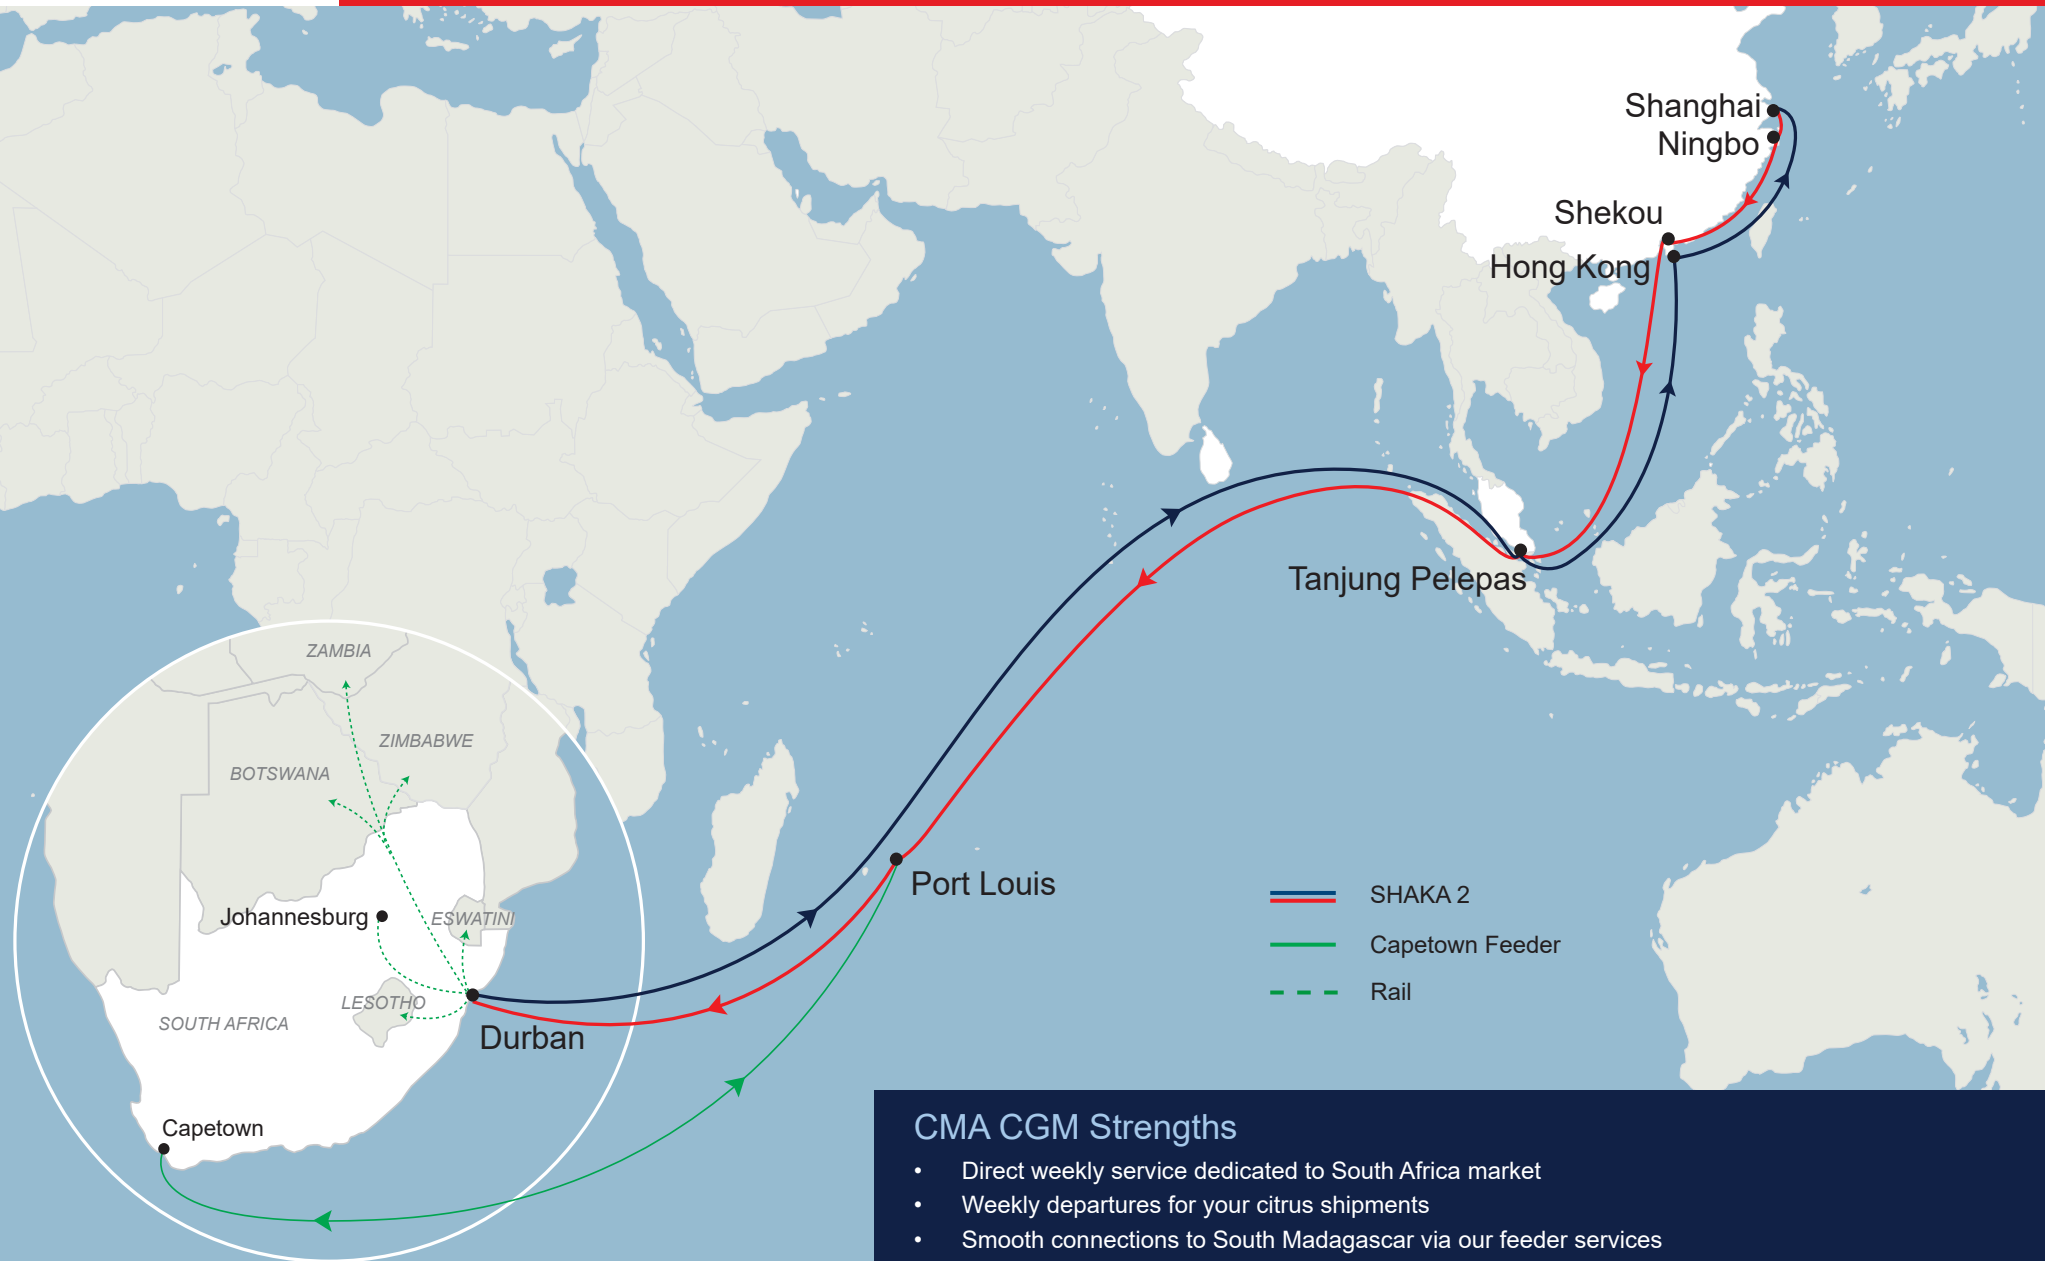 Shanghai
Ningbo
Shekou
Hong Kong
Tanjung Pelepas
ZAMBIA
ZIMBABWE
BOTSWANA
Port Louis
SHAKA 2
Johannesburg
ESWATINI
Capetown Feeder
LESOTHO
Rail
SOUTH AFRICA
Durban
Capetown
CMA CGM Strengths
• Direct weekly service dedicated to South Africa market
• Weekly departures for your citrus shipments
• Smooth connections to South Madagascar via our feeder services